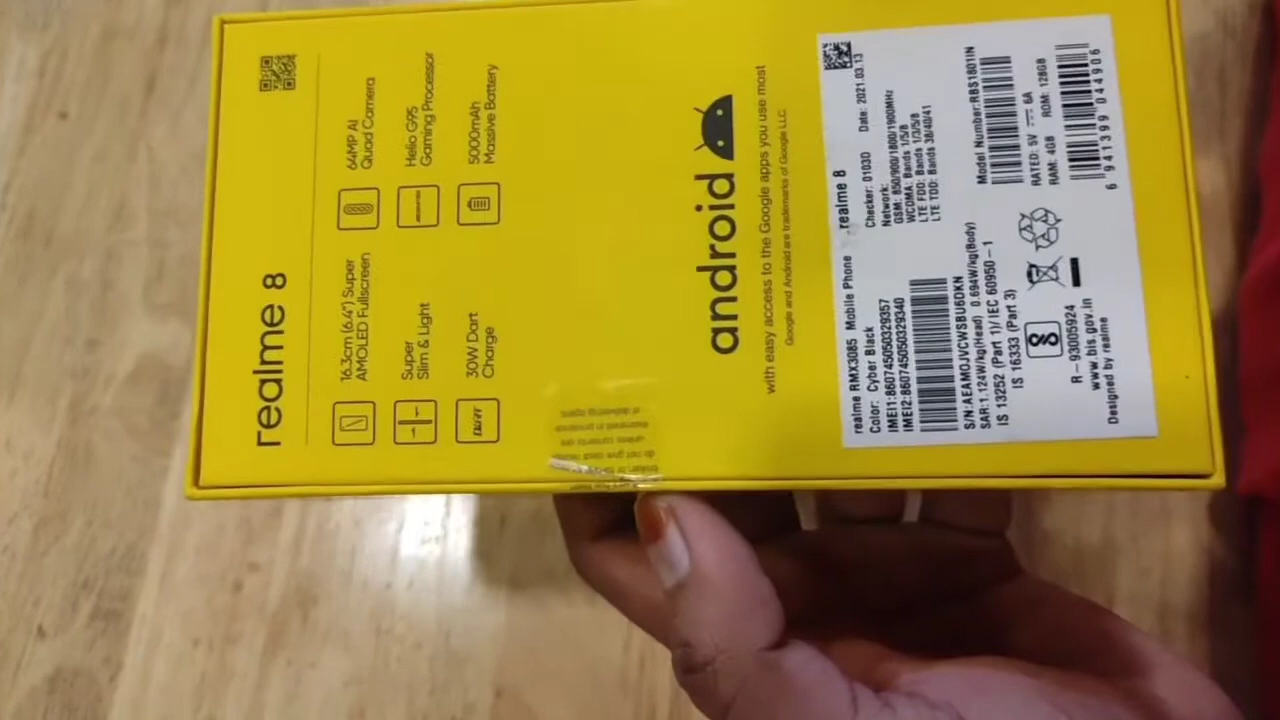 realme 8
16.3cm (6.4") Super
AMOLED Fullscreen
64MP AI
Quad Camera
Super
Slim & Light
Helio G95
Gaming Processor
DART
30W Dart
Charge
5000mAh
Massive Battery
android
with easy access to the Google apps you use most
Google and Android are trademarks of Google LLC.
realme RMX3085 Mobile Phone realme 8
Color: Cyber Black Checker: 01030 Date: 2021.03.13
IMEI1:860745050329357
IMEI2:860745050329340
Network:
GSM: 850/900/1800/1900MHz
WCDMA: Bands 1/5/8
LTE FDD: Bands 1/3/5/8
LTE TDD: Bands 38/40/41
S/N:AEAMOJVCWSBU6DKN
SAR:1.124W/kg(Head) 0.694W/kg(Body)
IS 13252 (Part 1)/ IEC 60950-1
IS 16333 (Part 3)
Model Number:RBS1601IN
RATED: 5V ⎓ 6A
RAM: 4GB ROM: 128GB
6 941399 044906
R-93005924
www.bis.gov.in
Designed by realme